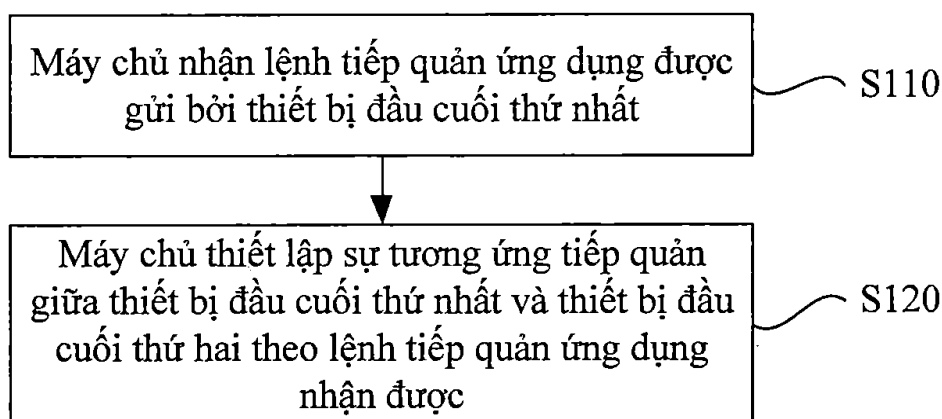 Máy chủ nhận lệnh tiếp quản ứng dụng được
gửi bởi thiết bị đầu cuối thứ nhất
S110
Máy chủ thiết lập sự tương ứng tiếp quản
giữa thiết bị đầu cuối thứ nhất và thiết bị đầu
cuối thứ hai theo lệnh tiếp quản ứng dụng
nhận được
S120